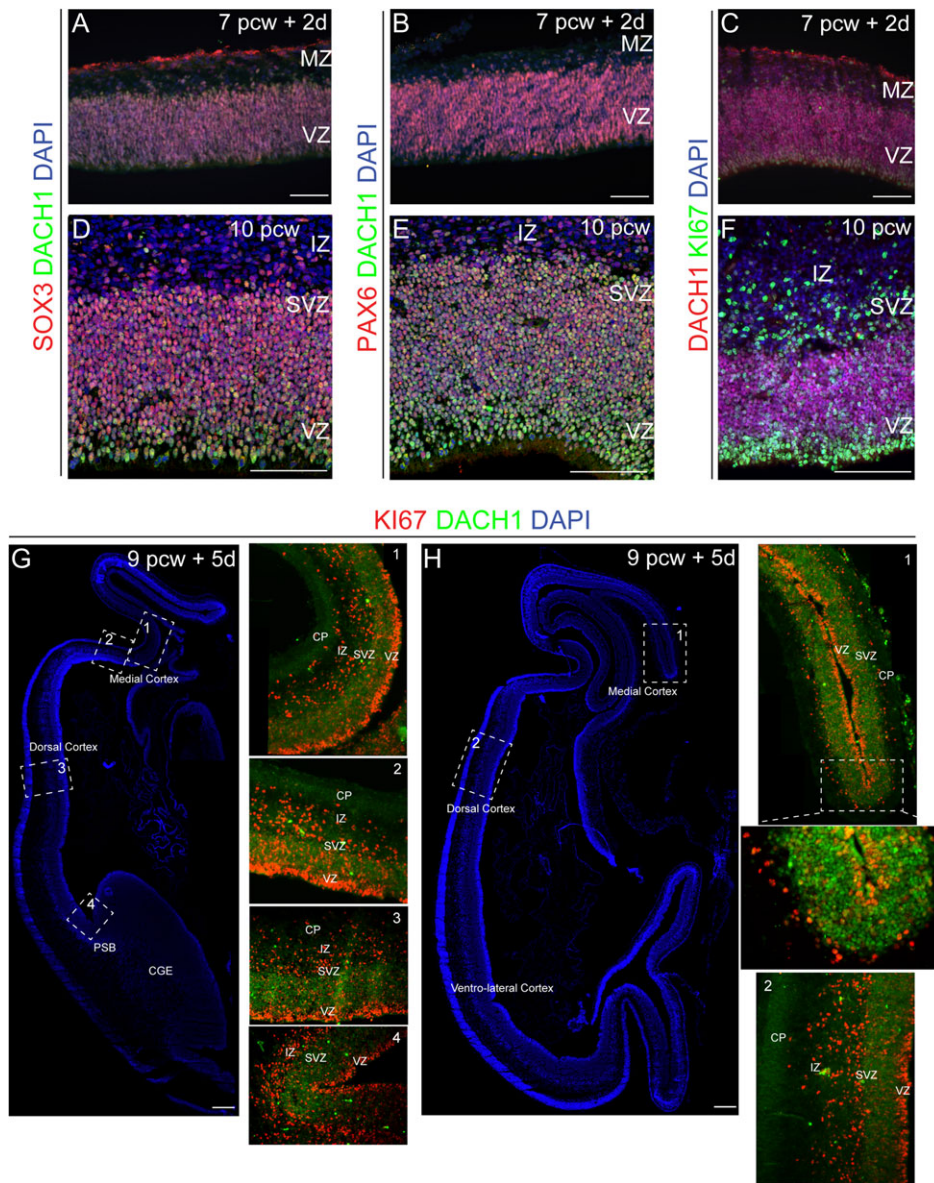 A
7 pcw + 2d
MZ
VZ
SOX3 DACH1 DAPI
B
7 pcw + 2d
MZ
VZ
PAX6 DACH1 DAPI
C
7 pcw + 2d
MZ
VZ
DACH1 KI67 DAPI
D
10 pcw
IZ
SVZ
VZ
E
10 pcw
IZ
SVZ
VZ
F
10 pcw
IZ
SVZ
VZ
KI67 DACH1 DAPI
G
9 pcw + 5d
1
2
Medial Cortex
Dorsal Cortex
3
4
PSB
CGE
1
CP
IZ
SVZ
VZ
2
CP
IZ
SVZ
VZ
3
CP
IZ
SVZ
VZ
4
IZ
SVZ
VZ
H
9 pcw + 5d
1
Medial Cortex
2
Dorsal Cortex
Ventro-lateral Cortex
1
VZ
SVZ
CP
2
CP
IZ
SVZ
VZ